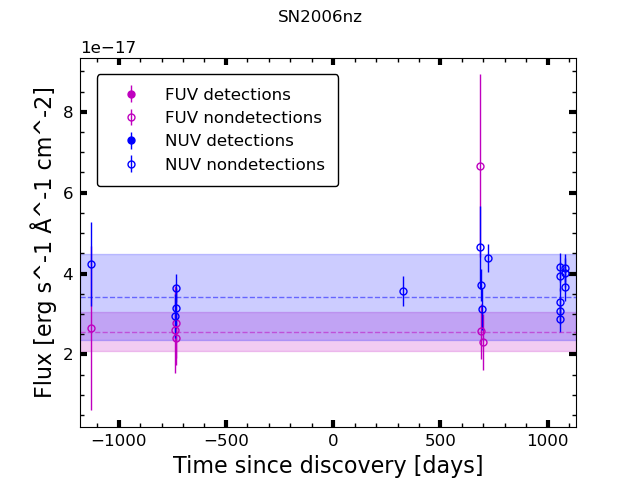 SN2006nz
1e−17
FUV detections
FUV nondetections
NUV detections
NUV nondetections
8
6
4
2
Flux [erg s^-1 Å^-1 cm^-2]
−1000
−500
0
500
1000
Time since discovery [days]